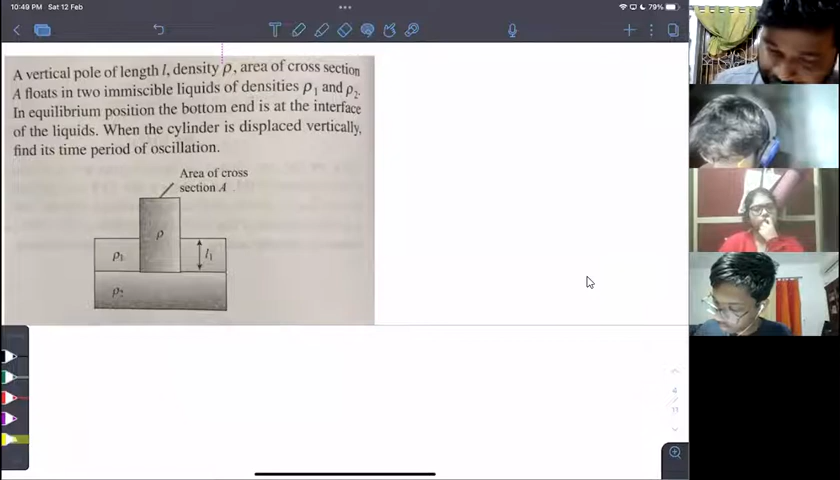 10:49 PM Sat 12 Feb
79%
A vertical pole of length l, density ρ, area of cross section
A floats in two immiscible liquids of densities ρ₁ and ρ₂.
In equilibrium position the bottom end is at the interface
of the liquids. When the cylinder is displaced vertically,
find its time period of oscillation.
Area of cross
section A
ρ
ρ₁
l₁
ρ₂
4
/
11